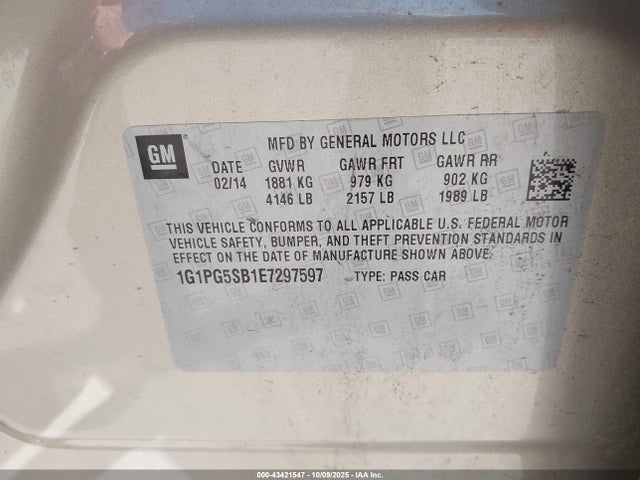 GM
MFD BY GENERAL MOTORS LLC
DATE GVWR GAWR FRT GAWR RR
02/14 1881 KG 979 KG 902 KG
4146 LB 2157 LB 1989 LB
THIS VEHICLE CONFORMS TO ALL APPLICABLE U.S. FEDERAL MOTOR
VEHICLE SAFETY, BUMPER, AND THEFT PREVENTION STANDARDS IN
EFFECT ON THE DATE OF MANUFACTURE SHOWN ABOVE.
1G1PG5SB1E7297597 TYPE: PASS CAR
000-43421547 - 10/09/2025 - IAA Inc.